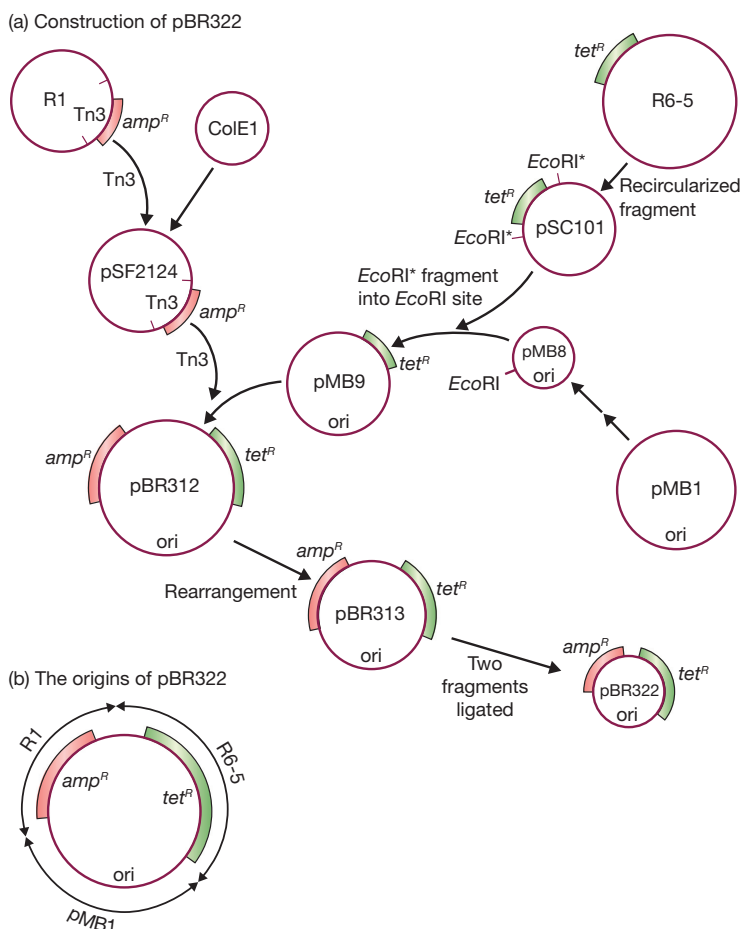 (a) Construction of pBR322
tetᴿ
R1
Tn3
ampᴿ
ColE1
R6-5
Tn3
EcoRI*
tetᴿ
Recircularized
fragment
pSC101
EcoRI*
pSF2124
Tn3
ampᴿ
EcoRI* fragment
into EcoRI site
Tn3
tetᴿ
pMB9
ori
pMB8
ori
EcoRI
ampᴿ
tetᴿ
pBR312
ori
pMB1
ori
Rearrangement
ampᴿ
tetᴿ
pBR313
ori
Two
fragments
ligated
ampᴿ
tetᴿ
pBR322
ori
(b) The origins of pBR322
R1
R6-5
ampᴿ
tetᴿ
ori
pMB1